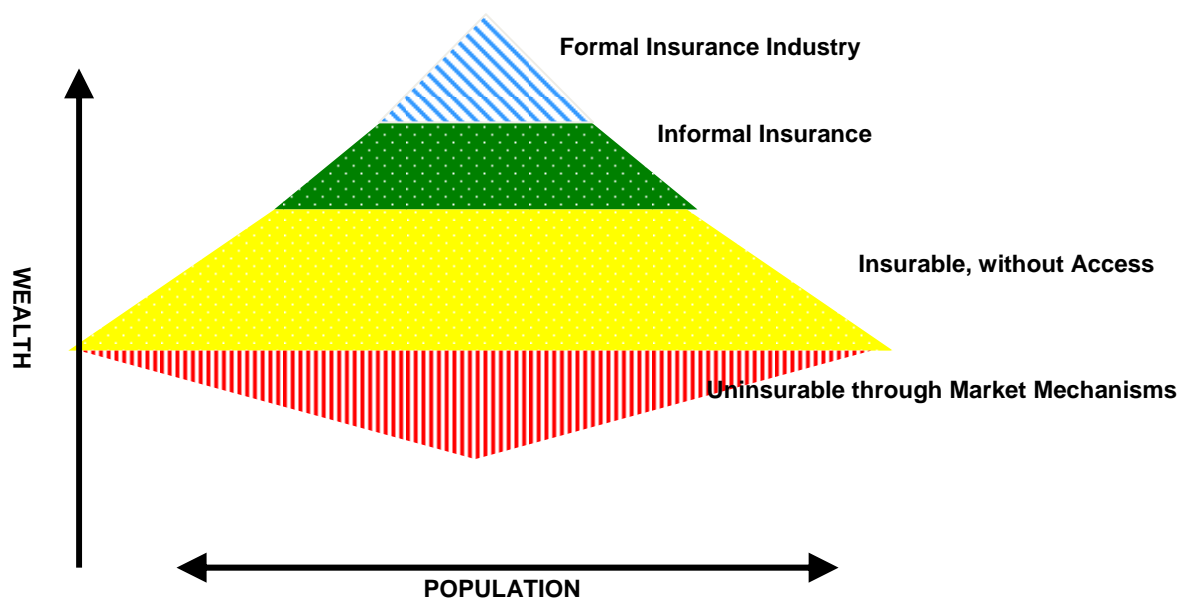 Formal Insurance Industry
Informal Insurance
Insurable, without Access
WEALTH
Uninsurable through Market Mechanisms
POPULATION